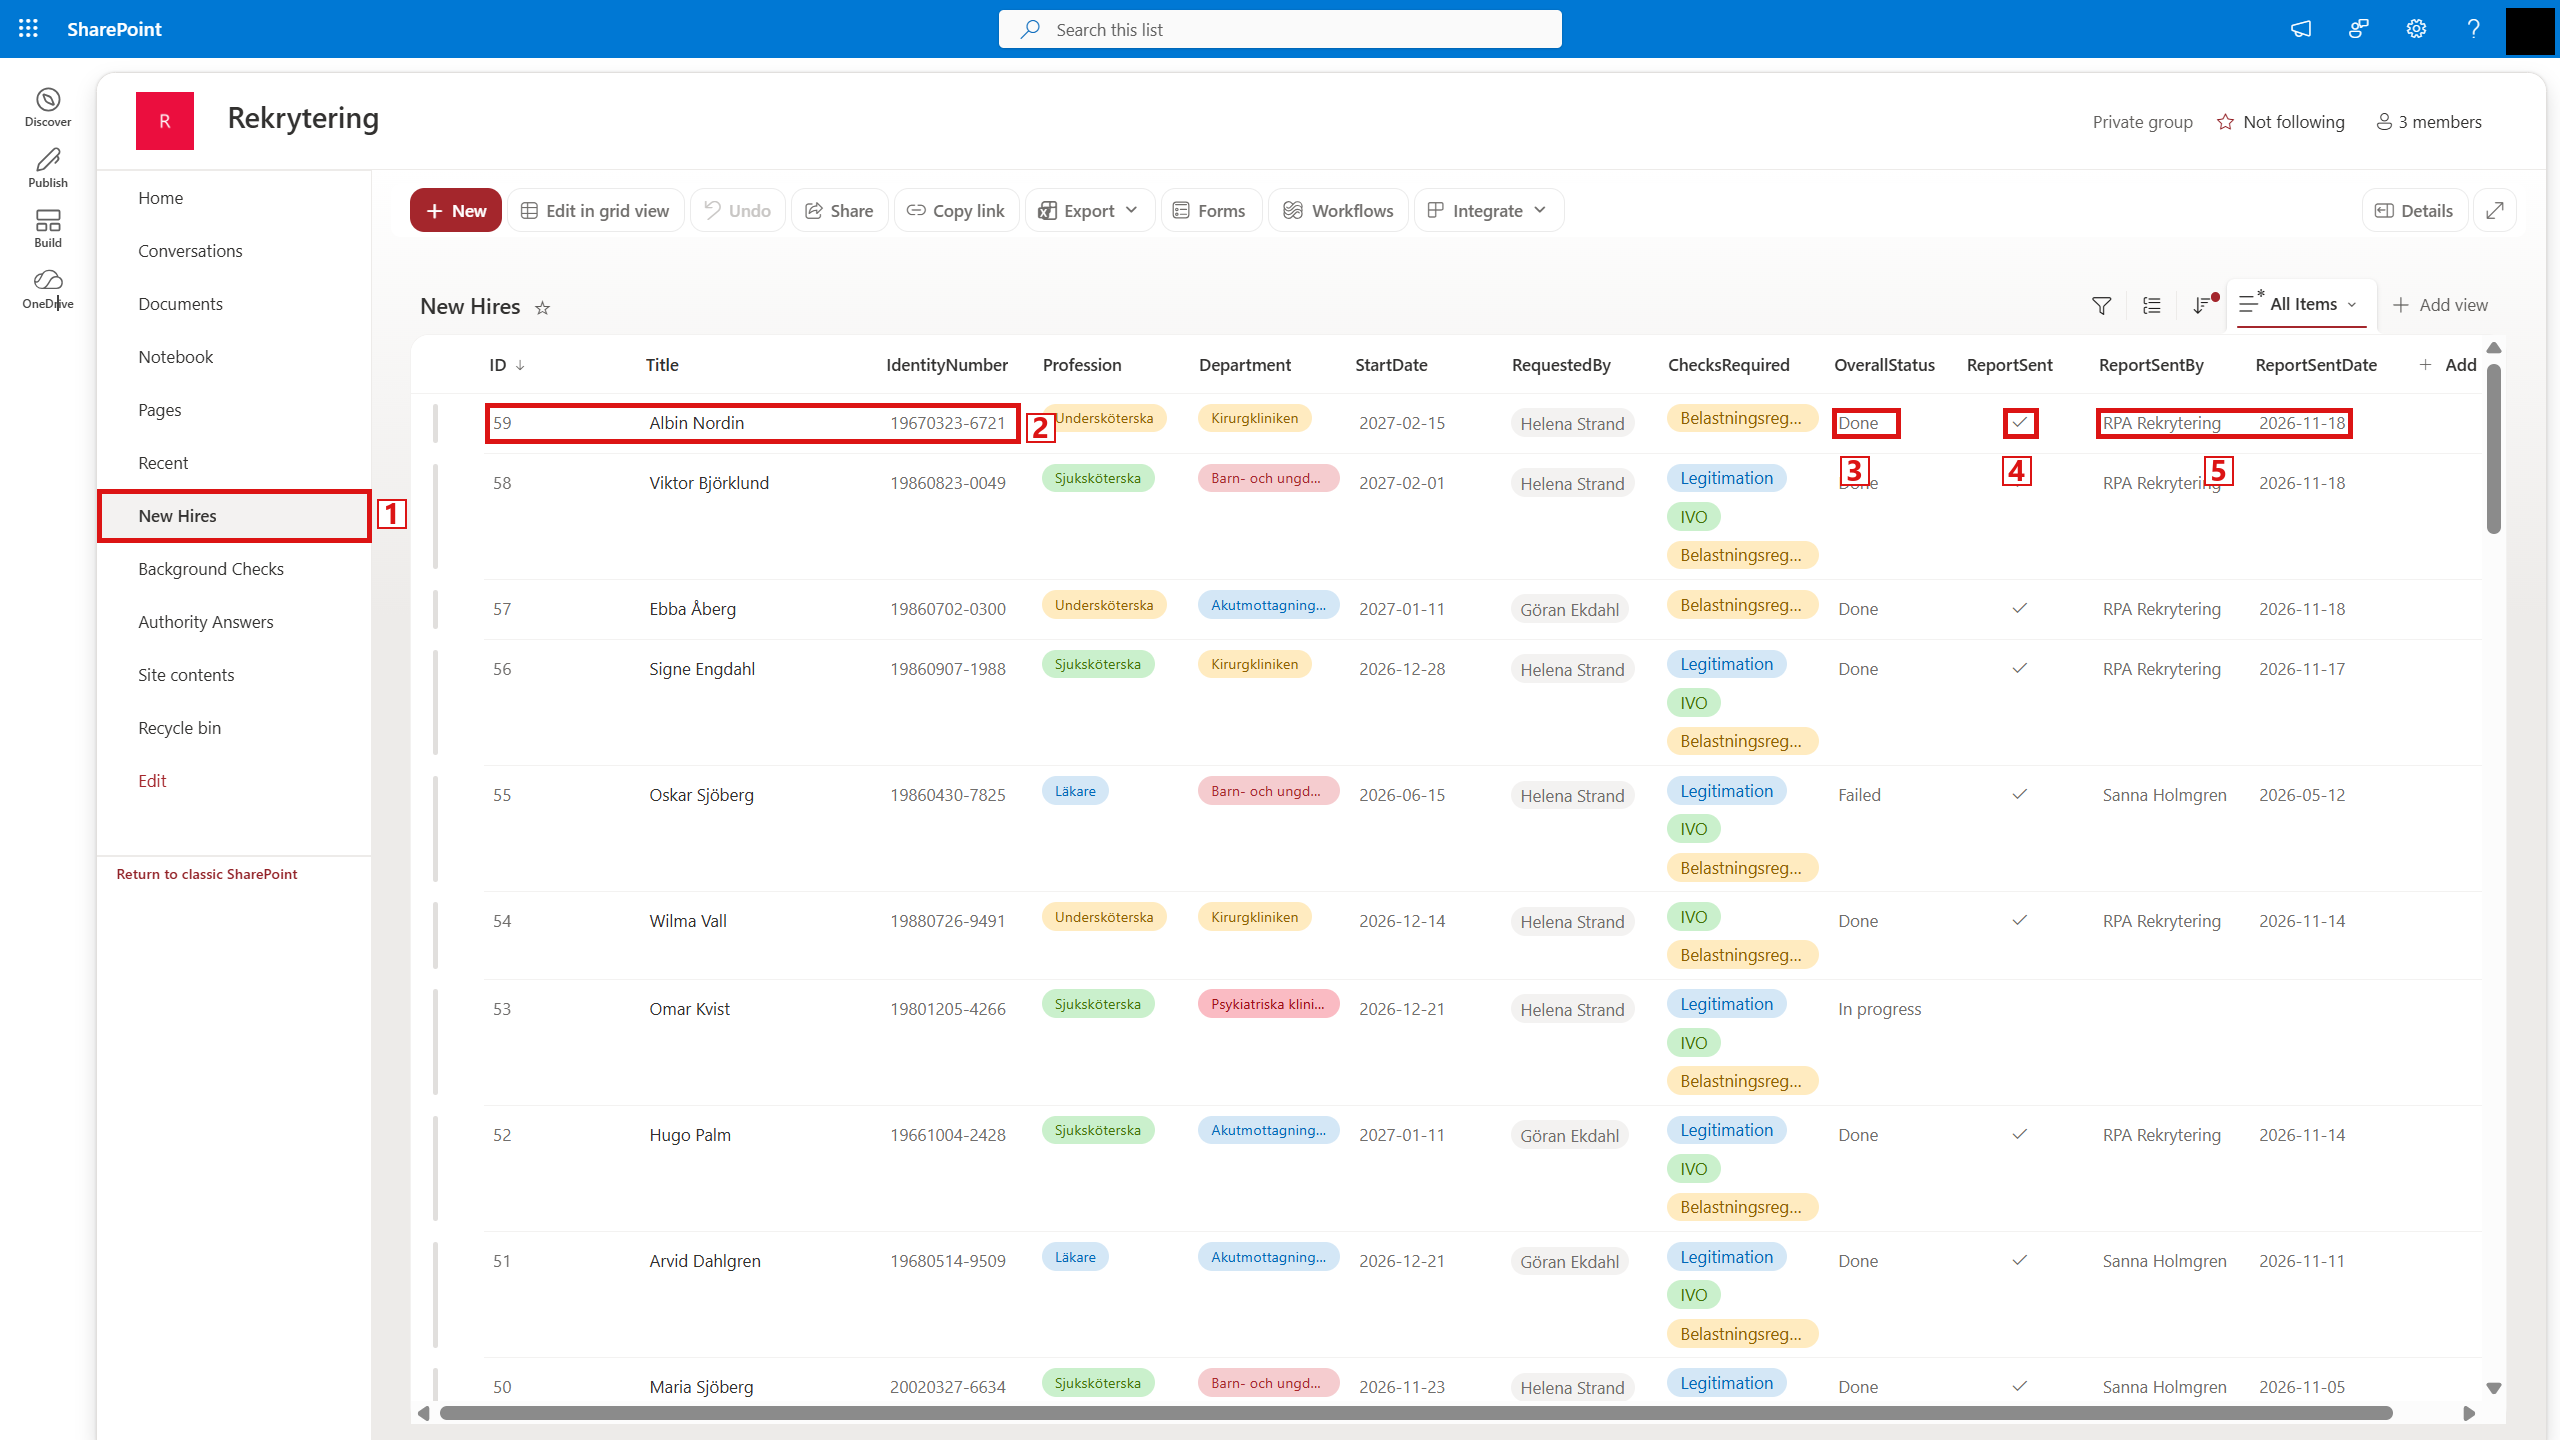 SharePoint
Search this list
Discover
Publish
Build
OneDrive
R
Rekrytering
Private group
Not following
3 members
Home
Conversations
Documents
Notebook
Pages
Recent
New Hires
1
Background Checks
Authority Answers
Site contents
Recycle bin
Edit
Return to classic SharePoint
New
Edit in grid view
Undo
Share
Copy link
Export
Forms
Workflows
Integrate
Details
New Hires
All Items
Add view
ID Title IdentityNumber Profession Department StartDate RequestedBy ChecksRequired OverallStatus ReportSent ReportSentBy ReportSentDate Add
59 Albin Nordin 19670323-6721 2 Undersköterska Kirurgkliniken 2027-02-15 Helena Strand Belastningsreg... Done RPA Rekrytering 2026-11-18
3 4 5
58 Viktor Björklund 19860823-0049 Sjuksköterska Barn- och ungd... 2027-02-01 Helena Strand Legitimation Done RPA Rekrytering 2026-11-18
IVO
Belastningsreg...
57 Ebba Åberg 19860702-0300 Undersköterska Akutmottagning... 2027-01-11 Göran Ekdahl Belastningsreg... Done RPA Rekrytering 2026-11-18
56 Signe Engdahl 19860907-1988 Sjuksköterska Kirurgkliniken 2026-12-28 Helena Strand Legitimation Done RPA Rekrytering 2026-11-17
IVO
Belastningsreg...
55 Oskar Sjöberg 19860430-7825 Läkare Barn- och ungd... 2026-06-15 Helena Strand Legitimation Failed Sanna Holmgren 2026-05-12
IVO
Belastningsreg...
54 Wilma Vall 19880726-9491 Undersköterska Kirurgkliniken 2026-12-14 Helena Strand IVO Done RPA Rekrytering 2026-11-14
Belastningsreg...
53 Omar Kvist 19801205-4266 Sjuksköterska Psykiatriska klini... 2026-12-21 Helena Strand Legitimation In progress
IVO
Belastningsreg...
52 Hugo Palm 19661004-2428 Sjuksköterska Akutmottagning... 2027-01-11 Göran Ekdahl Legitimation Done RPA Rekrytering 2026-11-14
IVO
Belastningsreg...
51 Arvid Dahlgren 19680514-9509 Läkare Akutmottagning... 2026-12-21 Göran Ekdahl Legitimation Done Sanna Holmgren 2026-11-11
IVO
Belastningsreg...
50 Maria Sjöberg 20020327-6634 Sjuksköterska Barn- och ungd... 2026-11-23 Helena Strand Legitimation Done Sanna Holmgren 2026-11-05